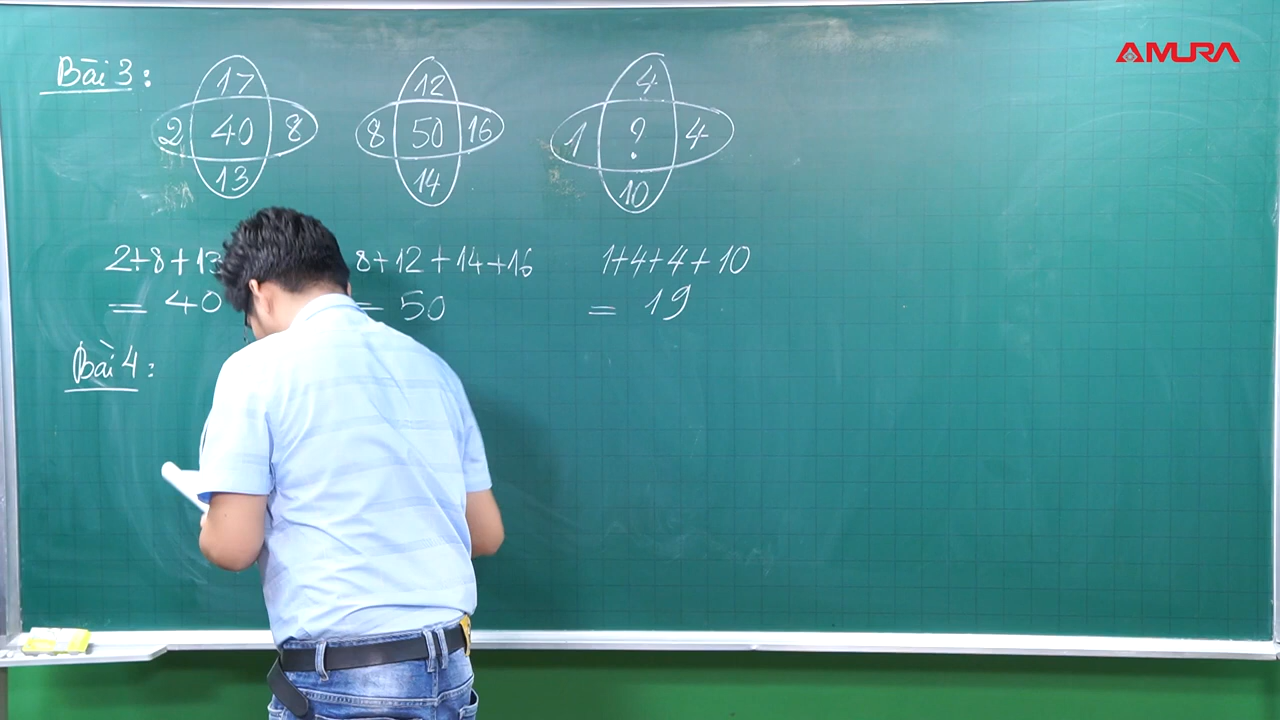 AMURA
Bài 3:
17 12 4
2 40 8 8 50 16 1 ? 4
13 14 10
2+8+13 8+12+14+16 1+4+4+10
= 40 = 50 = 19
Bài 4: